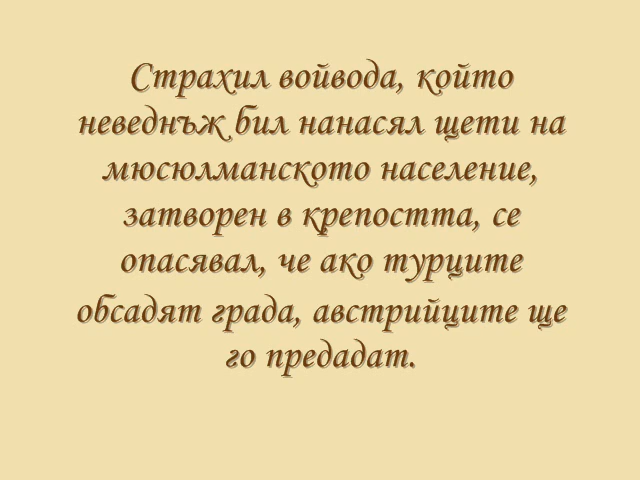 Страхил войвода, който
неведнъж бил нанасял щети на
мюсюлманското население,
затворен в крепостта, се
опасявал, че ако турците
обсадят града, австрийците ще
го предадат.